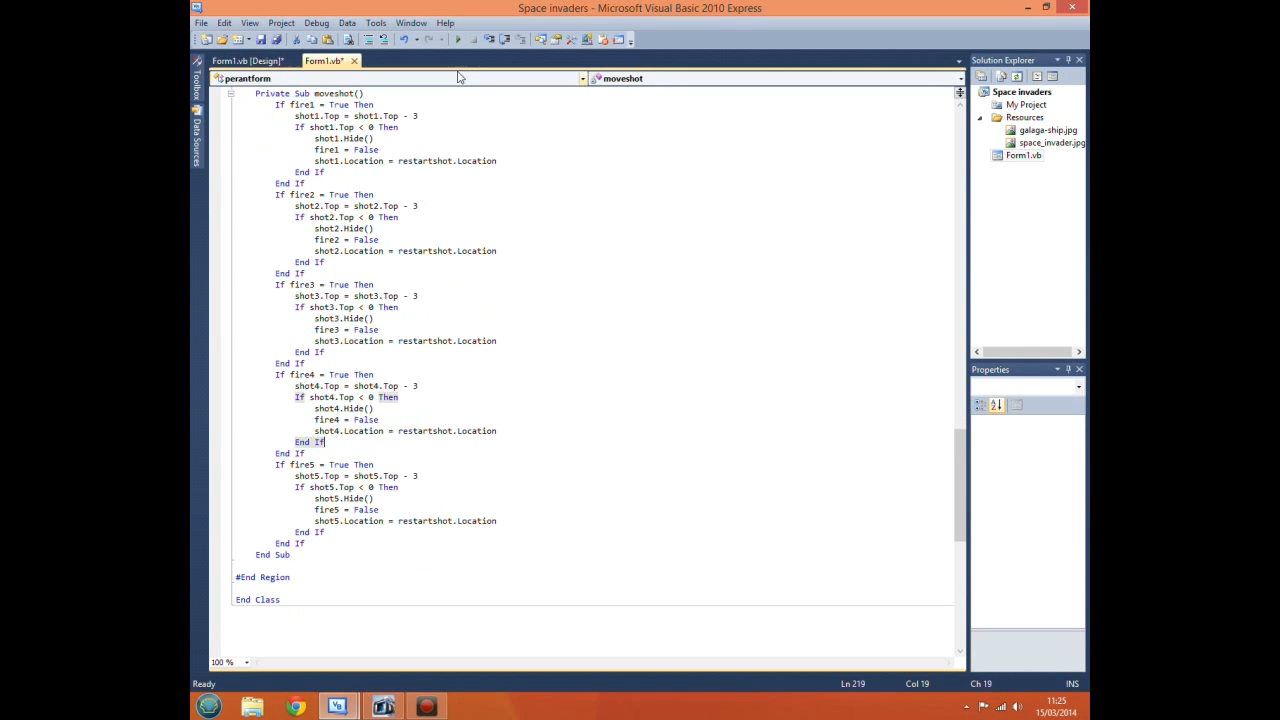 Space invaders - Microsoft Visual Basic 2010 Express
File Edit View Project Debug Data Tools Window Help
Form1.vb [Design]* Form1.vb*
perantform moveshot
Toolbox
Data Sources
Private Sub moveshot()
If fire1 = True Then
shot1.Top = shot1.Top - 3
If shot1.Top < 0 Then
shot1.Hide()
fire1 = False
shot1.Location = restartshot.Location
End If
End If
If fire2 = True Then
shot2.Top = shot2.Top - 3
If shot2.Top < 0 Then
shot2.Hide()
fire2 = False
shot2.Location = restartshot.Location
End If
End If
If fire3 = True Then
shot3.Top = shot3.Top - 3
If shot3.Top < 0 Then
shot3.Hide()
fire3 = False
shot3.Location = restartshot.Location
End If
End If
If fire4 = True Then
shot4.Top = shot4.Top - 3
If shot4.Top < 0 Then
shot4.Hide()
fire4 = False
shot4.Location = restartshot.Location
End If
End If
If fire5 = True Then
shot5.Top = shot5.Top - 3
If shot5.Top < 0 Then
shot5.Hide()
fire5 = False
shot5.Location = restartshot.Location
End If
End If
End Sub
#End Region
End Class
100 %
Solution Explorer
Space invaders
My Project
Resources
galaga-ship.jpg
space_invader.jpg
Form1.vb
Properties
Ready Ln 219 Col 19 Ch 19 INS
VB
11:25
15/03/2014